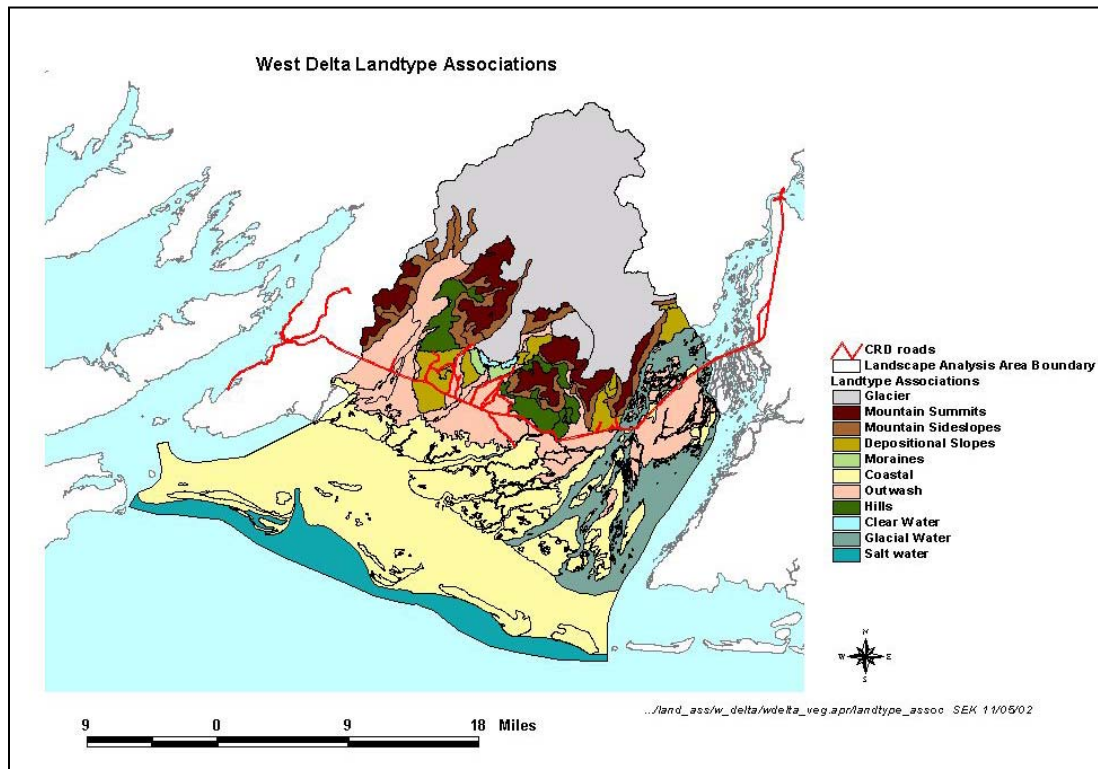 West Delta Landtype Associations
CRD roads
Landscape Analysis Area Boundary
Landtype Associations
Glacier
Mountain Summits
Mountain Sideslopes
Depositional Slopes
Moraines
Coastal
Outwash
Hills
Clear Water
Glacial Water
Salt water
N
W E
S
.../land_ass/w_delta/wdelta_veg.apr/landtype_assoc SEK 11/05/02
9 0 9 18 Miles